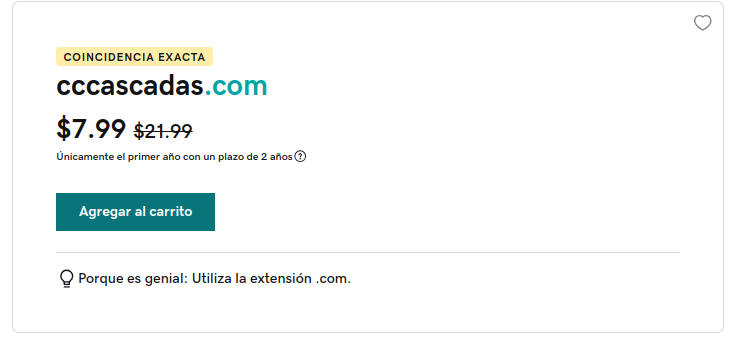 COINCIDENCIA EXACTA
cccascadas.com
$7.99 $21.99
Únicamente el primer año con un plazo de 2 años ?
Agregar al carrito
Porque es genial: Utiliza la extensión .com.